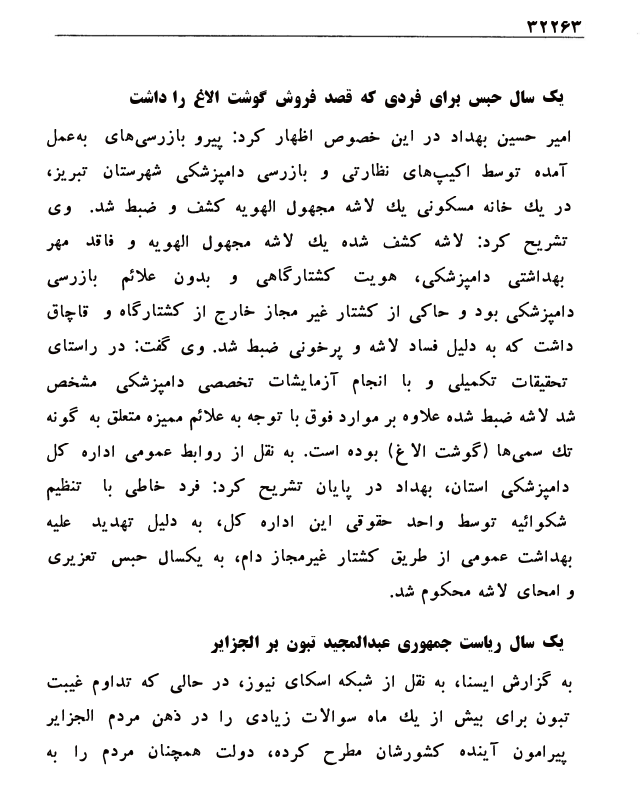 ۳۲۲۶۳
یک سال حبس برای فردی که قصد فروش گوشت الاغ را داشت
امیر حسین بهداد در این خصوص اظهار کرد: پیرو بازرسی‌های به‌عمل
آمده توسط اکیپ‌های نظارتی و بازرسی دامپزشکی شهرستان تبریز،
در یك خانه مسکونی یك لاشه مجهول الهویه کشف و ضبط شد. وی
تشریح کرد: لاشه کشف شده یك لاشه مجهول الهویه و فاقد مهر
بهداشتی دامپزشکی، هویت کشتارگاهی و بدون علائم بازرسی
دامپزشکی بود و حاکی از کشتار غیر مجاز خارج از کشتارگاه و قاچاق
داشت که به دلیل فساد لاشه و پرخونی ضبط شد. وی گفت: در راستای
تحقیقات تکمیلی و با انجام آزمایشات تخصصی دامپزشکی مشخص
شد لاشه ضبط شده علاوه بر موارد فوق با توجه به علائم ممیزه متعلق به گونه
تك سمی‌ها (گوشت الاغ) بوده است. به نقل از روابط عمومی اداره کل
دامپزشکی استان، بهداد در پایان تشریح کرد: فرد خاطی با تنظیم
شکوائیه توسط واحد حقوقی این اداره کل، به دلیل تهدید علیه
بهداشت عمومی از طریق کشتار غیرمجاز دام، به یکسال حبس تعزیری
و امحای لاشه محکوم شد.
یک سال ریاست جمهوری عبدالمجید تبون بر الجزایر
به گزارش ایسنا، به نقل از شبکه اسکای نیوز، در حالی که تداوم غیبت
تبون برای بیش از یك ماه سوالات زیادی را در ذهن مردم الجزایر
پیرامون آینده کشورشان مطرح کرده، دولت همچنان مردم را به